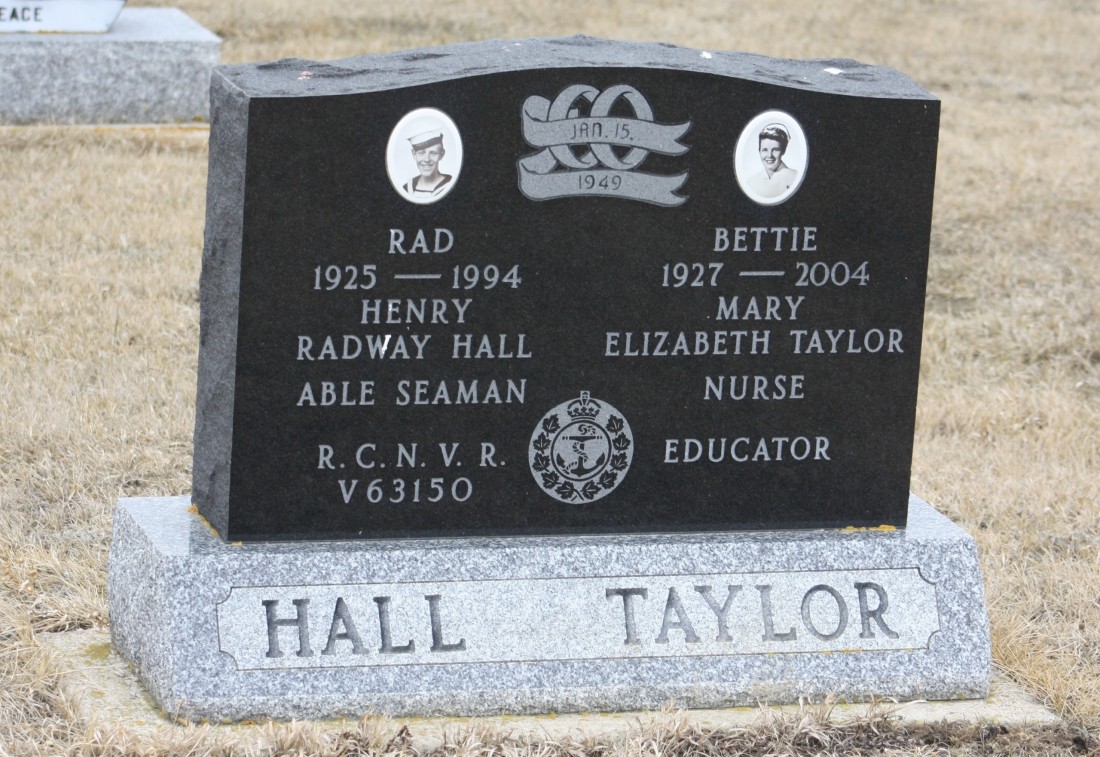 EACE
JAN. 15,
1949
RAD
1925 — 1994
HENRY
RADWAY HALL
ABLE SEAMAN
R. C. N. V. R.
V63150
BETTIE
1927 — 2004
MARY
ELIZABETH TAYLOR
NURSE
EDUCATOR
HALL TAYLOR